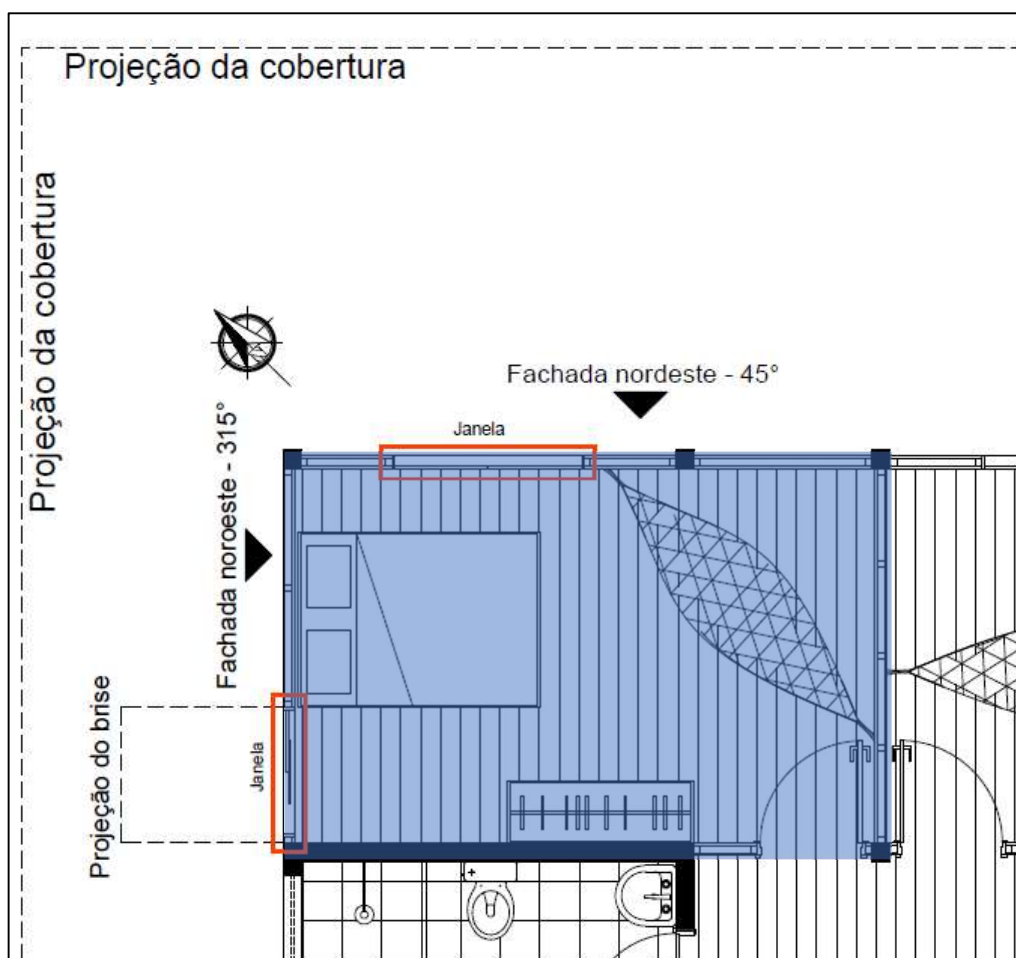 Projeção da cobertura
Projeção da cobertura
Fachada nordeste - 45°
Janela
Fachada noroeste - 315°
Janela
Projeção do brise